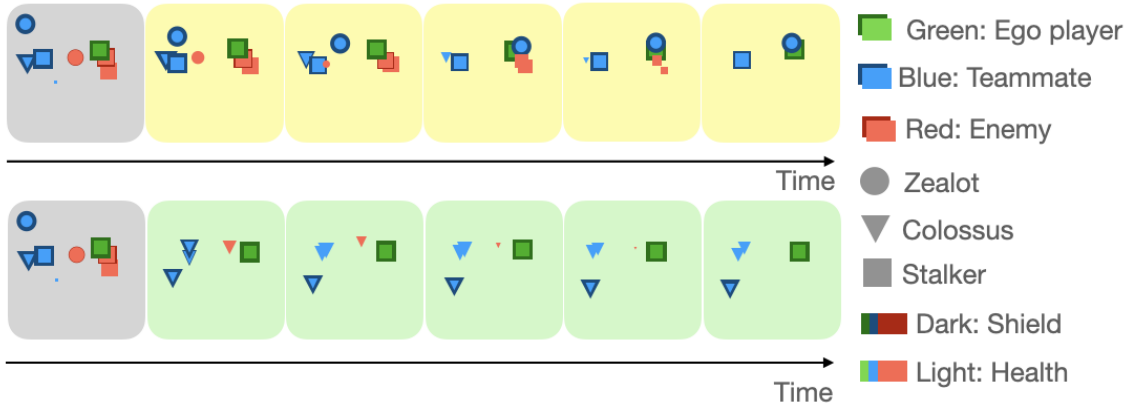 Green: Ego player
Blue: Teammate
Red: Enemy
Time
Zealot
Colossus
Stalker
Dark: Shield
Light: Health
Time